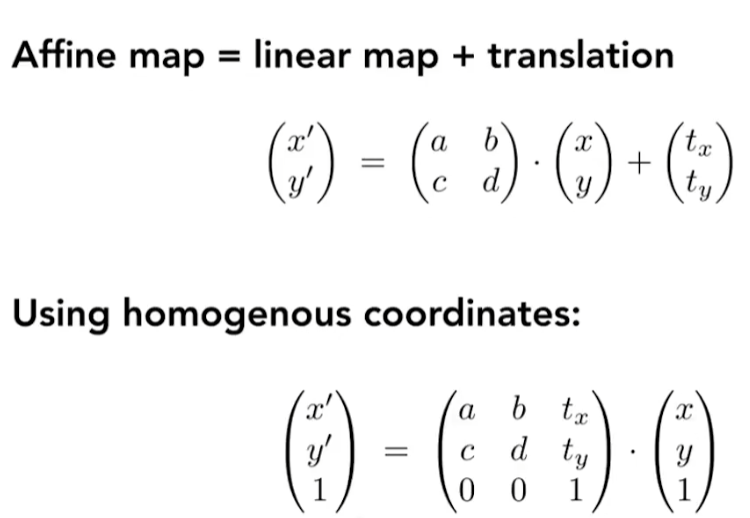 Affine map = linear map + translation
$$\begin{pmatrix} x' \\ y' \end{pmatrix} = \begin{pmatrix} a & b \\ c & d \end{pmatrix} \cdot \begin{pmatrix} x \\ y \end{pmatrix} + \begin{pmatrix} t_x \\ t_y \end{pmatrix}$$
Using homogenous coordinates:
$$\begin{pmatrix} x' \\ y' \\ 1 \end{pmatrix} = \begin{pmatrix} a & b & t_x \\ c & d & t_y \\ 0 & 0 & 1 \end{pmatrix} \cdot \begin{pmatrix} x \\ y \\ 1 \end{pmatrix}$$